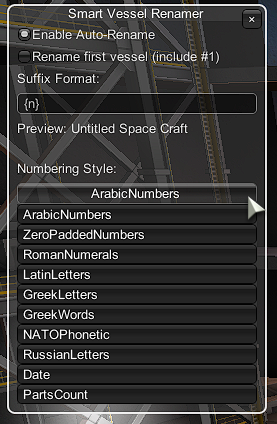 Smart Vessel Renamer
×
Enable Auto-Rename
Rename first vessel (include #1)
Suffix Format:
{n}
Preview: Untitled Space Craft
Numbering Style:
ArabicNumbers
ArabicNumbers
ZeroPaddedNumbers
RomanNumerals
LatinLetters
GreekLetters
GreekWords
NATOPhonetic
RussianLetters
Date
PartsCount